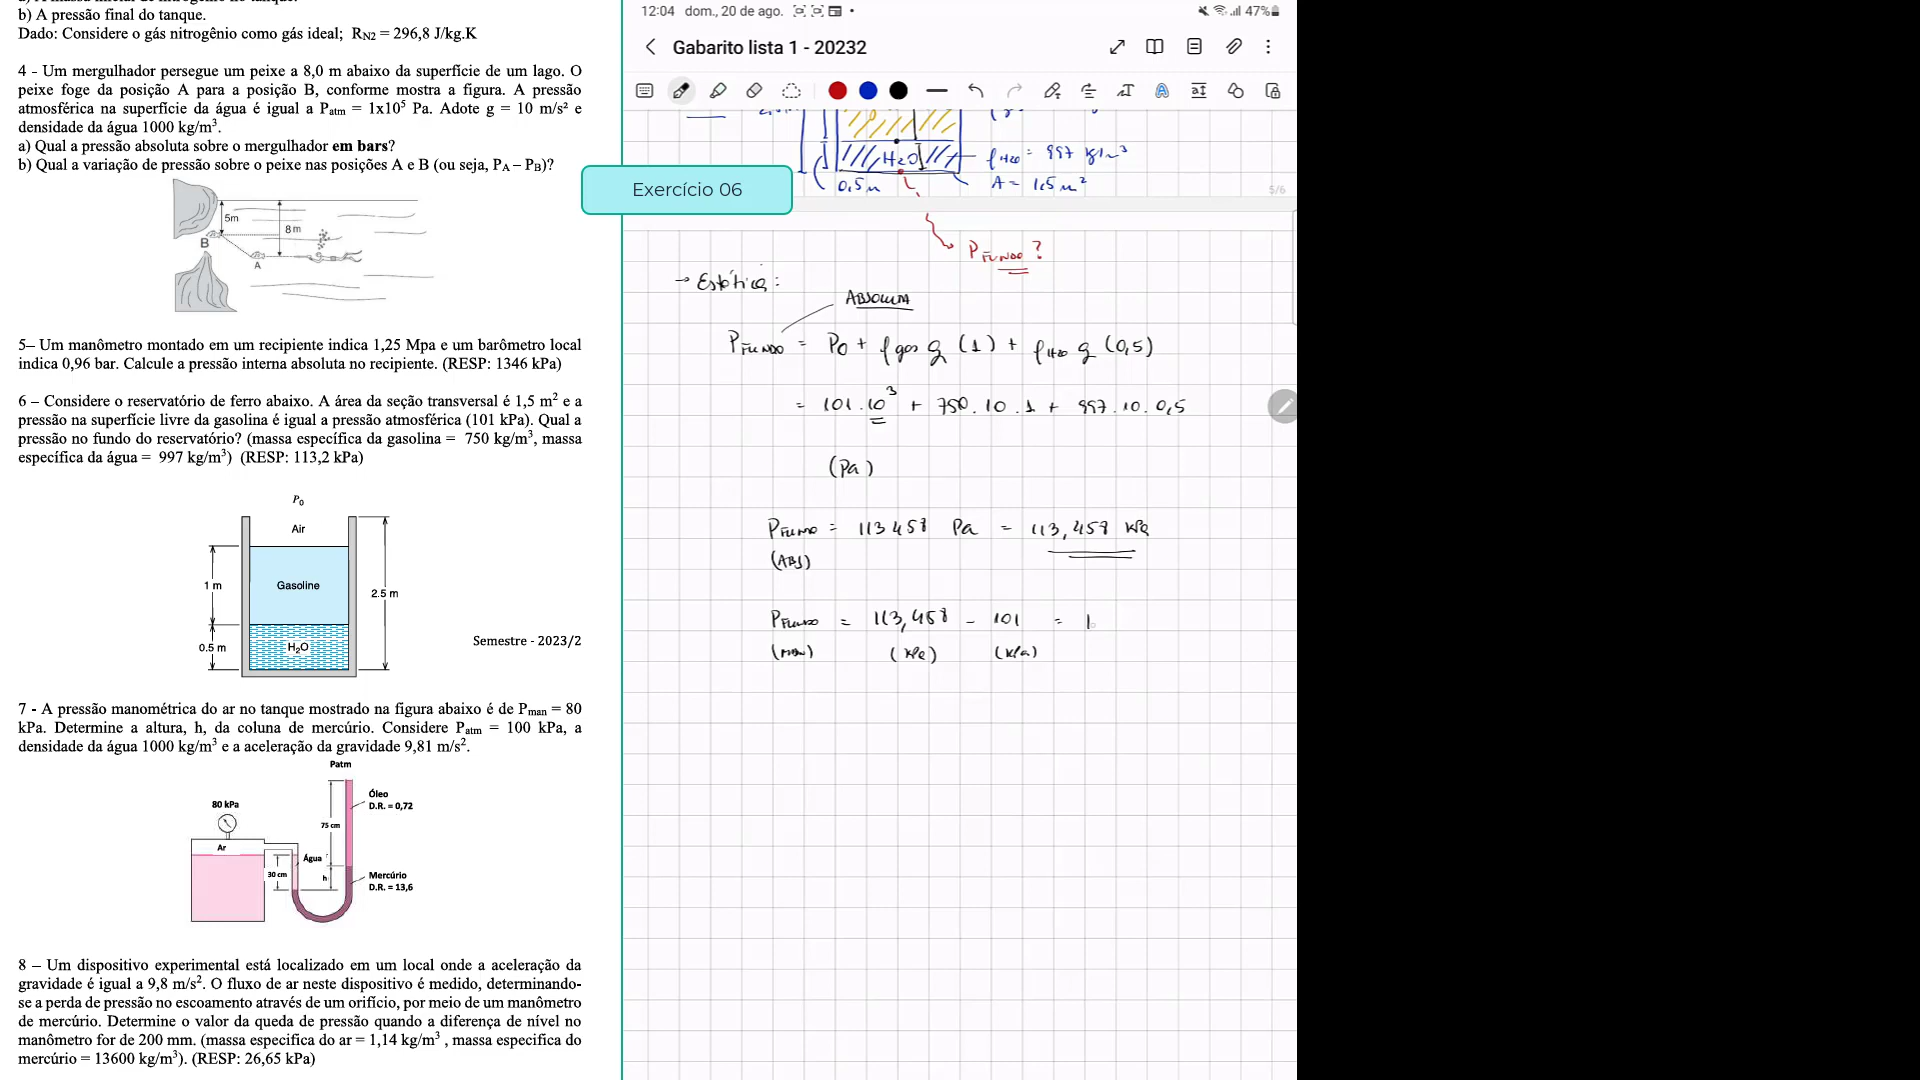 b) A pressão final do tanque.
Dado: Considere o gás nitrogênio como gás ideal; RN2 = 296,8 J/kg.K
4 - Um mergulhador persegue um peixe a 8,0 m abaixo da superfície de um lago. O
peixe foge da posição A para a posição B, conforme mostra a figura. A pressão
atmosférica na superfície da água é igual a Patm = 1x10⁵ Pa. Adote g = 10 m/s² e
densidade da água 1000 kg/m³.
a) Qual a pressão absoluta sobre o mergulhador em bars?
b) Qual a variação de pressão sobre o peixe nas posições A e B (ou seja, PA – PB)?
5m
8 m
B
A
5– Um manômetro montado em um recipiente indica 1,25 Mpa e um barômetro local
indica 0,96 bar. Calcule a pressão interna absoluta no recipiente. (RESP: 1346 kPa)
6 – Considere o reservatório de ferro abaixo. A área da seção transversal é 1,5 m² e a
pressão na superfície livre da gasolina é igual a pressão atmosférica (101 kPa). Qual a
pressão no fundo do reservatório? (massa específica da gasolina = 750 kg/m³, massa
específica da água = 997 kg/m³) (RESP: 113,2 kPa)
P0
Air
1 m
Gasoline
2.5 m
0.5 m
H₂O
Semestre - 2023/2
7 - A pressão manométrica do ar no tanque mostrado na figura abaixo é de Pman = 80
kPa. Determine a altura, h, da coluna de mercúrio. Considere Patm = 100 kPa, a
densidade da água 1000 kg/m³ e a aceleração da gravidade 9,81 m/s².
Patm
Óleo
D.R. = 0,72
80 kPa
75 cm
Ar
Água
30 cm
h
Mercúrio
D.R. = 13,6
8 – Um dispositivo experimental está localizado em um local onde a aceleração da
gravidade é igual a 9,8 m/s². O fluxo de ar neste dispositivo é medido, determinando-
se a perda de pressão no escoamento através de um orifício, por meio de um manômetro
de mercúrio. Determine o valor da queda de pressão quando a diferença de nível no
manômetro for de 200 mm. (massa especifica do ar = 1,14 kg/m³ , massa especifica do
mercúrio = 13600 kg/m³). (RESP: 26,65 kPa)
Exercício 06
12:04 dom., 20 de ago.
47%
Gabarito lista 1 - 20232
H2O
ρH2O = 997 kg/m³
0,5m
A = 1,5 m²
5/6
PFUNDO ?
→ Estática:
ABSOLUTA
PFUNDO = P0 + ρgas g (1) + ρH2O g (0,5)
= 101.10³ + 750.10.1 + 997.10.0,5
(Pa)
PFUNDO = 113458 Pa = 113,458 kPa
(ABS)
PFUNDO = 113,458 - 101 = 1
(MAN) (kPa) (kPa)